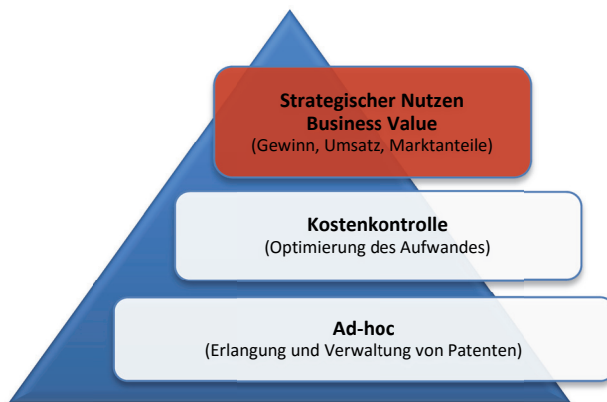 Strategischer Nutzen
Business Value
(Gewinn, Umsatz, Marktanteile)
Kostenkontrolle
(Optimierung des Aufwandes)
Ad-hoc
(Erlangung und Verwaltung von Patenten)